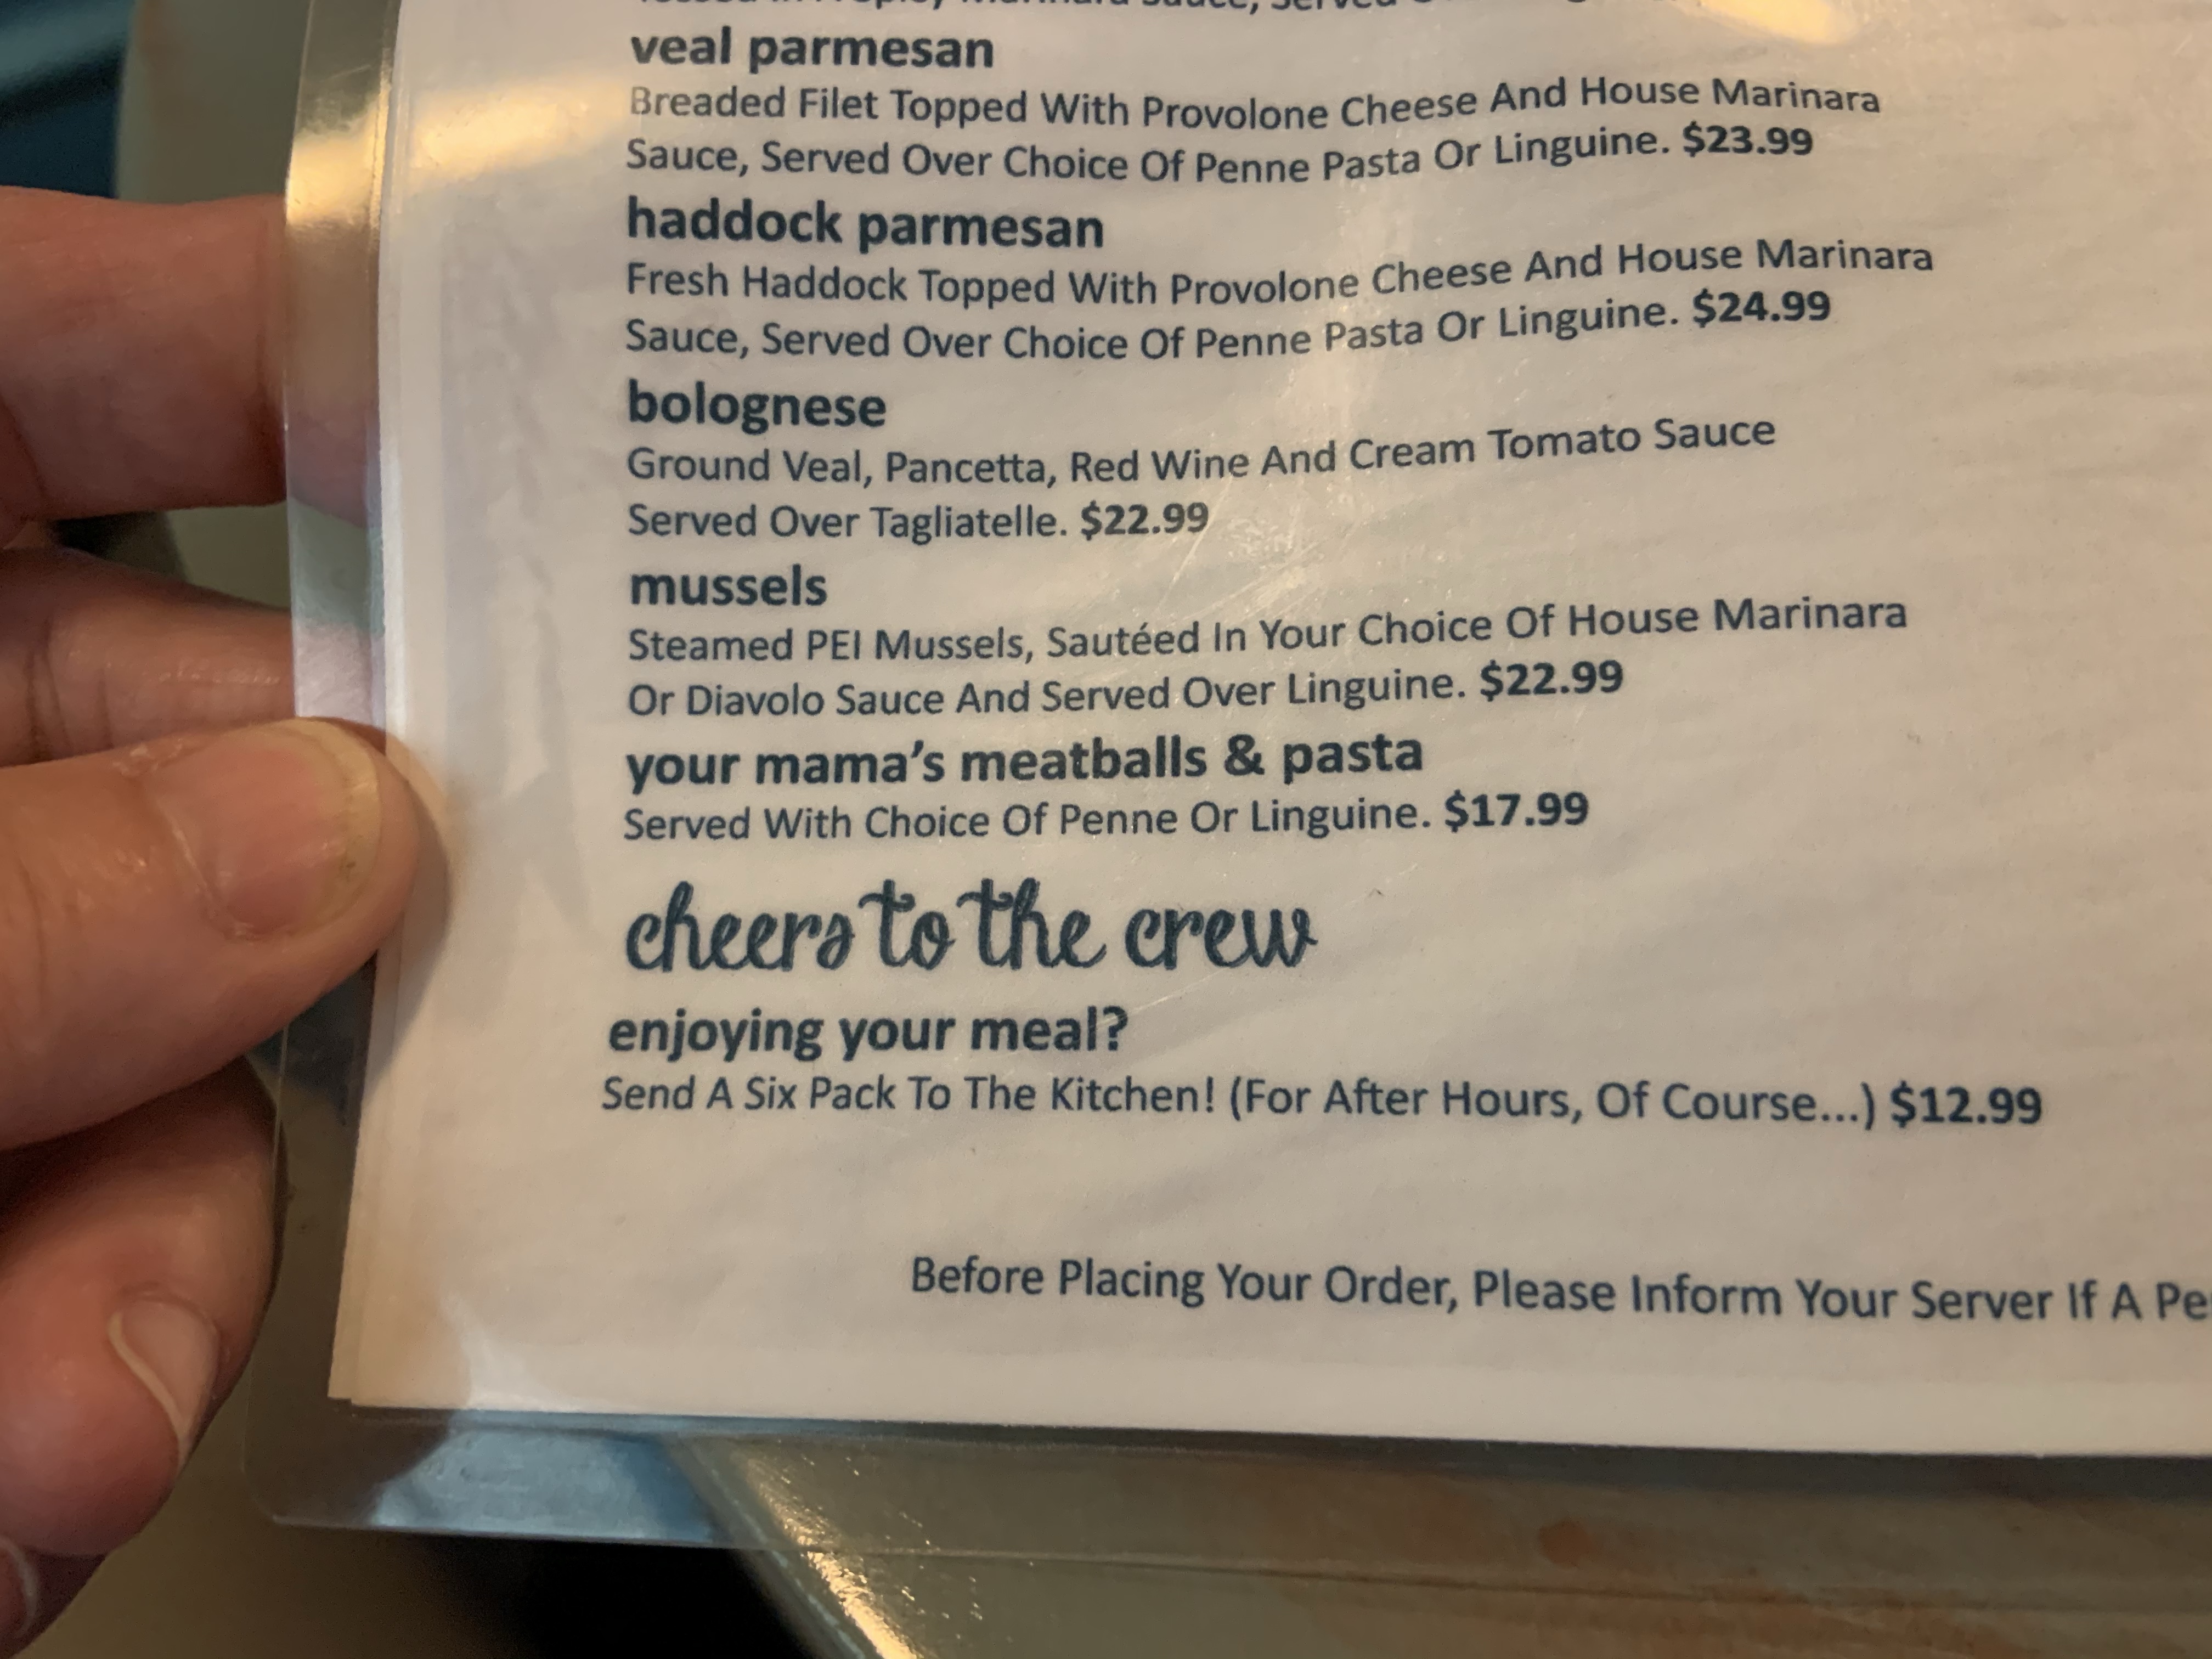 Marinara Sauce, Served
veal parmesan
Breaded Filet Topped With Provolone Cheese And House Marinara
Sauce, Served Over Choice Of Penne Pasta Or Linguine. $23.99
haddock parmesan
Fresh Haddock Topped With Provolone Cheese And House Marinara
Sauce, Served Over Choice Of Penne Pasta Or Linguine. $24.99
bolognese
Ground Veal, Pancetta, Red Wine And Cream Tomato Sauce
Served Over Tagliatelle. $22.99
mussels
Steamed PEI Mussels, Sautéed In Your Choice Of House Marinara
Or Diavolo Sauce And Served Over Linguine. $22.99
your mama's meatballs & pasta
Served With Choice Of Penne Or Linguine. $17.99
cheers to the crew
enjoying your meal?
Send A Six Pack To The Kitchen! (For After Hours, Of Course...) $12.99
Before Placing Your Order, Please Inform Your Server If A Pe